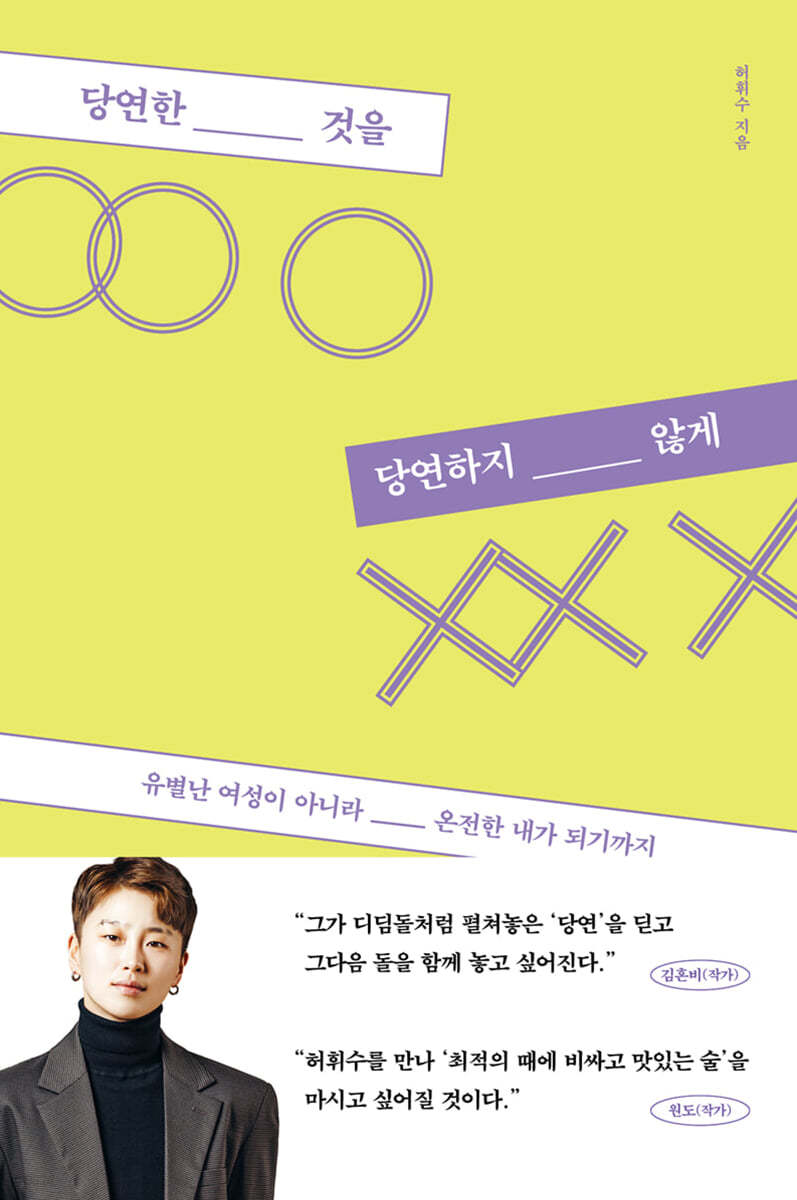 허휘수 지음
당연한 _____ 것을
당연하지 _____ 않게
유별난 여성이 아니라 ___ 온전한 내가 되기까지
“그가 디딤돌처럼 펼쳐놓은 ‘당연’을 딛고
그다음 돌을 함께 놓고 싶어진다.”
김혼비(작가)
“허휘수를 만나 ‘최적의 때에 비싸고 맛있는 술’을
마시고 싶어질 것이다.”
원도(작가)